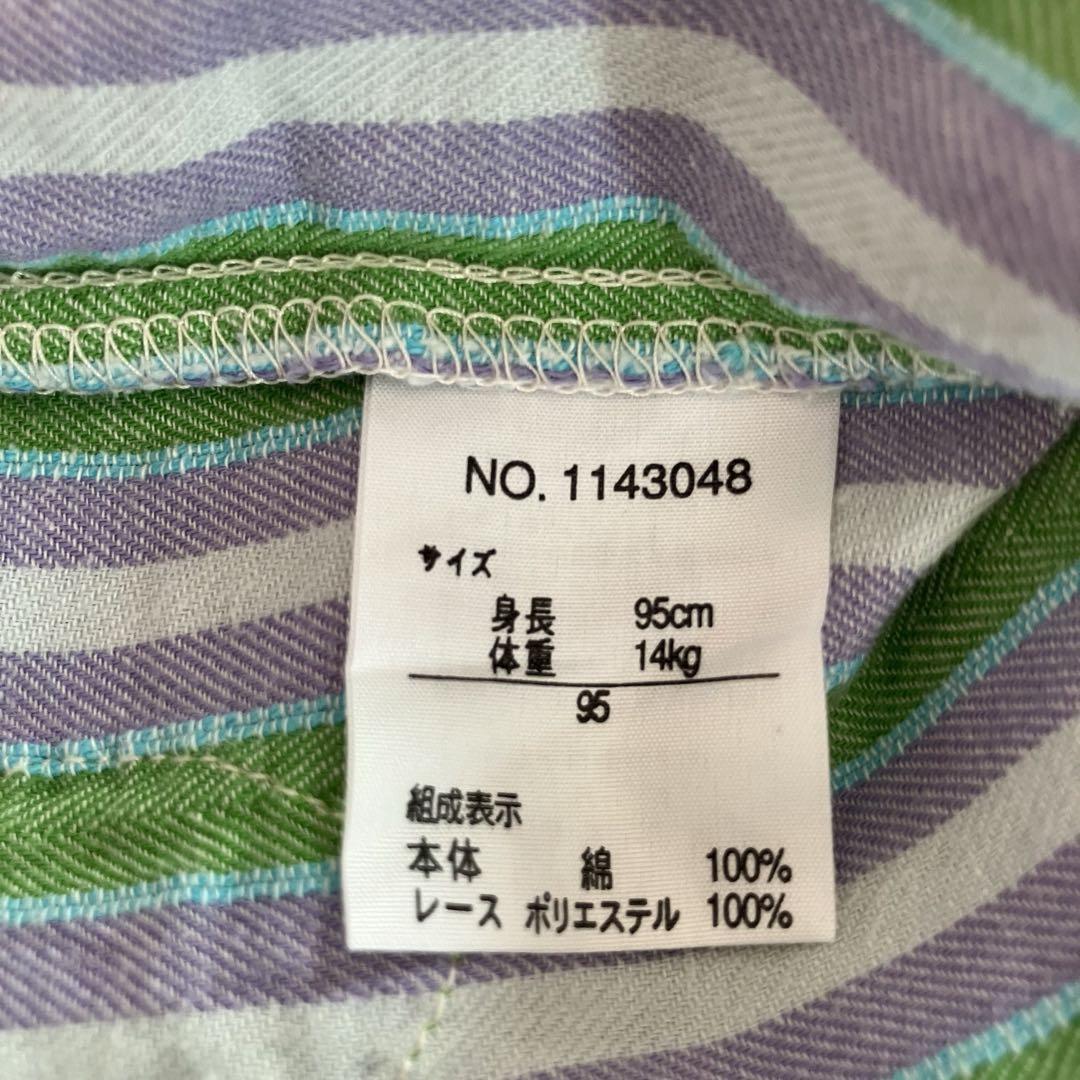 NO. 1143048
サイズ
身長 95cm
体重 14kg
95
組成表示
本体 綿 100%
レース ポリエステル 100%